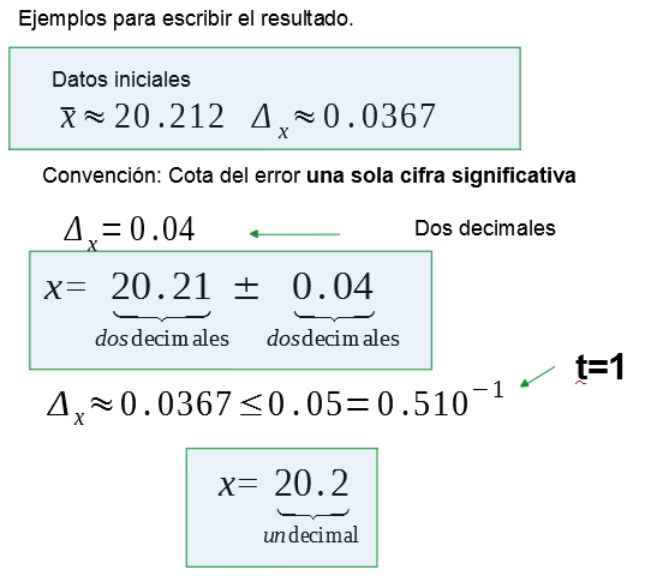 Ejemplos para escribir el resultado.
Datos iniciales
x̄ ≈ 20.212 Δx ≈ 0.0367
Convención: Cota del error una sola cifra significativa
Δx = 0.04 Dos decimales
x = 20.21 ± 0.04
dos decimales dos decimales
t=1
Δx ≈ 0.0367 ≤ 0.05 = 0.510⁻¹
x = 20.2
un decimal